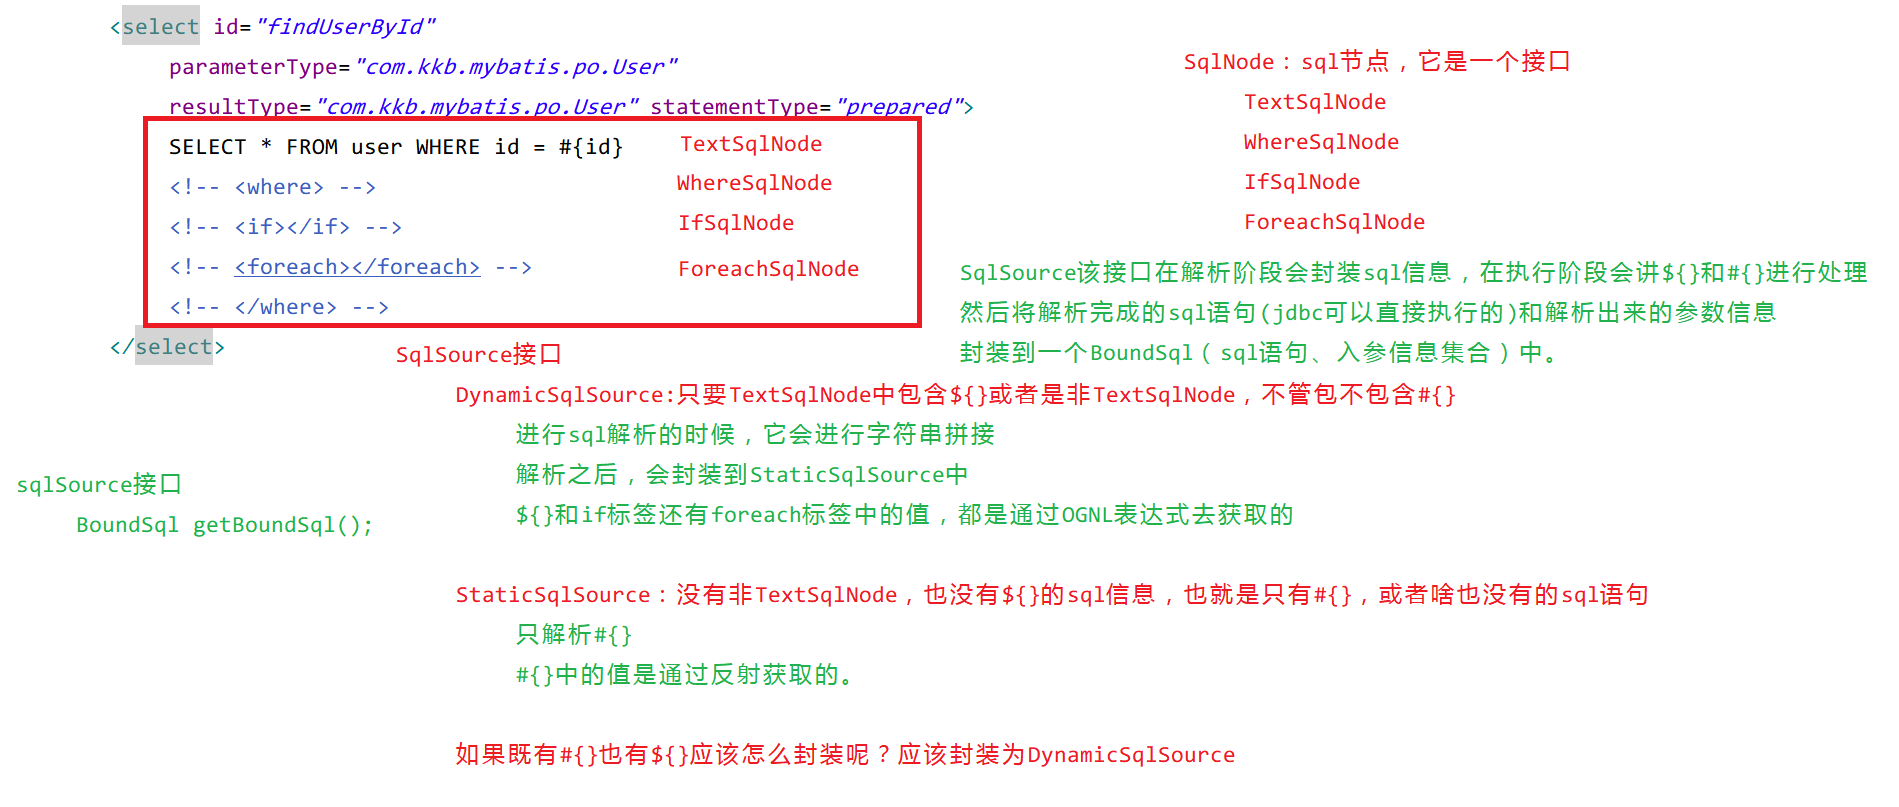 <select id="findUserById"
parameterType="com.kkb.mybatis.po.User"
resultType="com.kkb.mybatis.po.User" statementType="prepared">
SELECT * FROM user WHERE id = #{id}
TextSqlNode
<!-- <where> -->
WhereSqlNode
<!-- <if></if> -->
IfSqlNode
<!-- <foreach></foreach> -->
ForeachSqlNode
<!-- </where> -->
</select>
SqlNode：sql节点，它是一个接口
TextSqlNode
WhereSqlNode
IfSqlNode
ForeachSqlNode
SqlSource该接口在解析阶段会封装sql信息，在执行阶段会讲${}和#{}进行处理
然后将解析完成的sql语句(jdbc可以直接执行的)和解析出来的参数信息
封装到一个BoundSql（sql语句、入参信息集合）中。
SqlSource接口
DynamicSqlSource:只要TextSqlNode中包含${}或者是非TextSqlNode，不管包不包含#{}
进行sql解析的时候，它会进行字符串拼接
解析之后，会封装到StaticSqlSource中
${}和if标签还有foreach标签中的值，都是通过OGNL表达式去获取的
sqlSource接口
BoundSql getBoundSql();
StaticSqlSource：没有非TextSqlNode，也没有${}的sql信息，也就是只有#{}，或者啥也没有的sql语句
只解析#{}
#{}中的值是通过反射获取的。
如果既有#{}也有${}应该怎么封装呢？应该封装为DynamicSqlSource